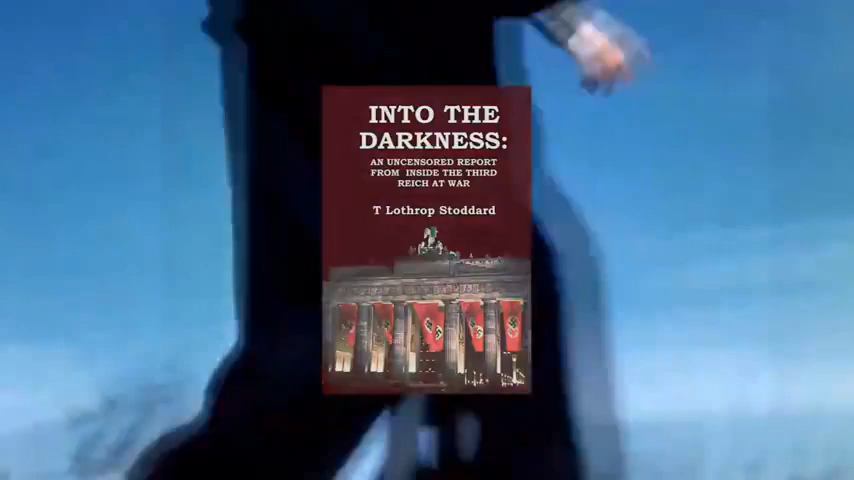 INTO THE
DARKNESS:
AN UNCENSORED REPORT
FROM INSIDE THE THIRD
REICH AT WAR
T Lothrop Stoddard